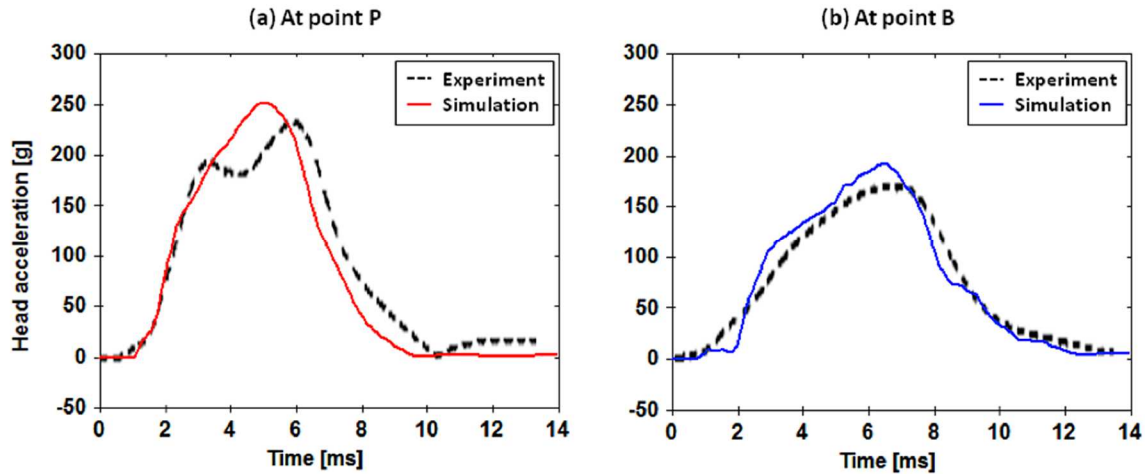 (a) At point P
300
250
200
150
100
50
0
-50
Head acceleration [g]
Experiment
Simulation
0 2 4 6 8 10 12 14
Time [ms]
(b) At point B
300
250
200
150
100
50
0
-50
Experiment
Simulation
0 2 4 6 8 10 12 14
Time [ms]